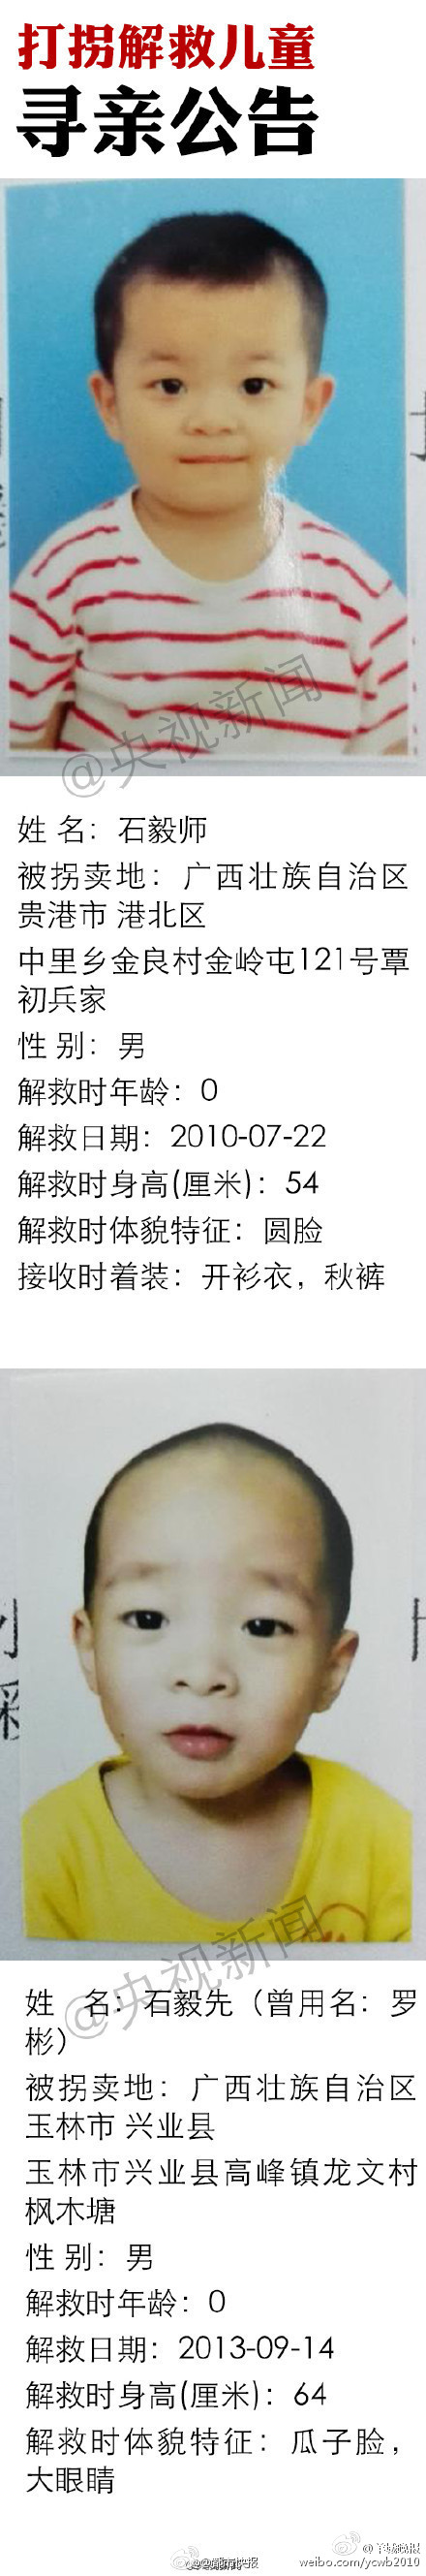 打拐解救儿童
寻亲公告
@央视新闻
姓 名：石毅师
被拐卖地：广西壮族自治区
贵港市 港北区
中里乡金良村金岭屯121号覃
初兵家
性 别：男
解救时年龄：0
解救日期：2010-07-22
解救时身高(厘米)：54
解救时体貌特征：圆脸
接收时着装：开衫衣，秋裤
@央视新闻
姓 名：石毅先（曾用名：罗
彬）
被拐卖地：广西壮族自治区
玉林市 兴业县
玉林市兴业县高峰镇龙文村
枫木塘
性 别：男
解救时年龄：0
解救日期：2013-09-14
解救时身高(厘米)：64
解救时体貌特征：瓜子脸，
大眼睛
@羊城晚报
weibo.com/ycwb2010